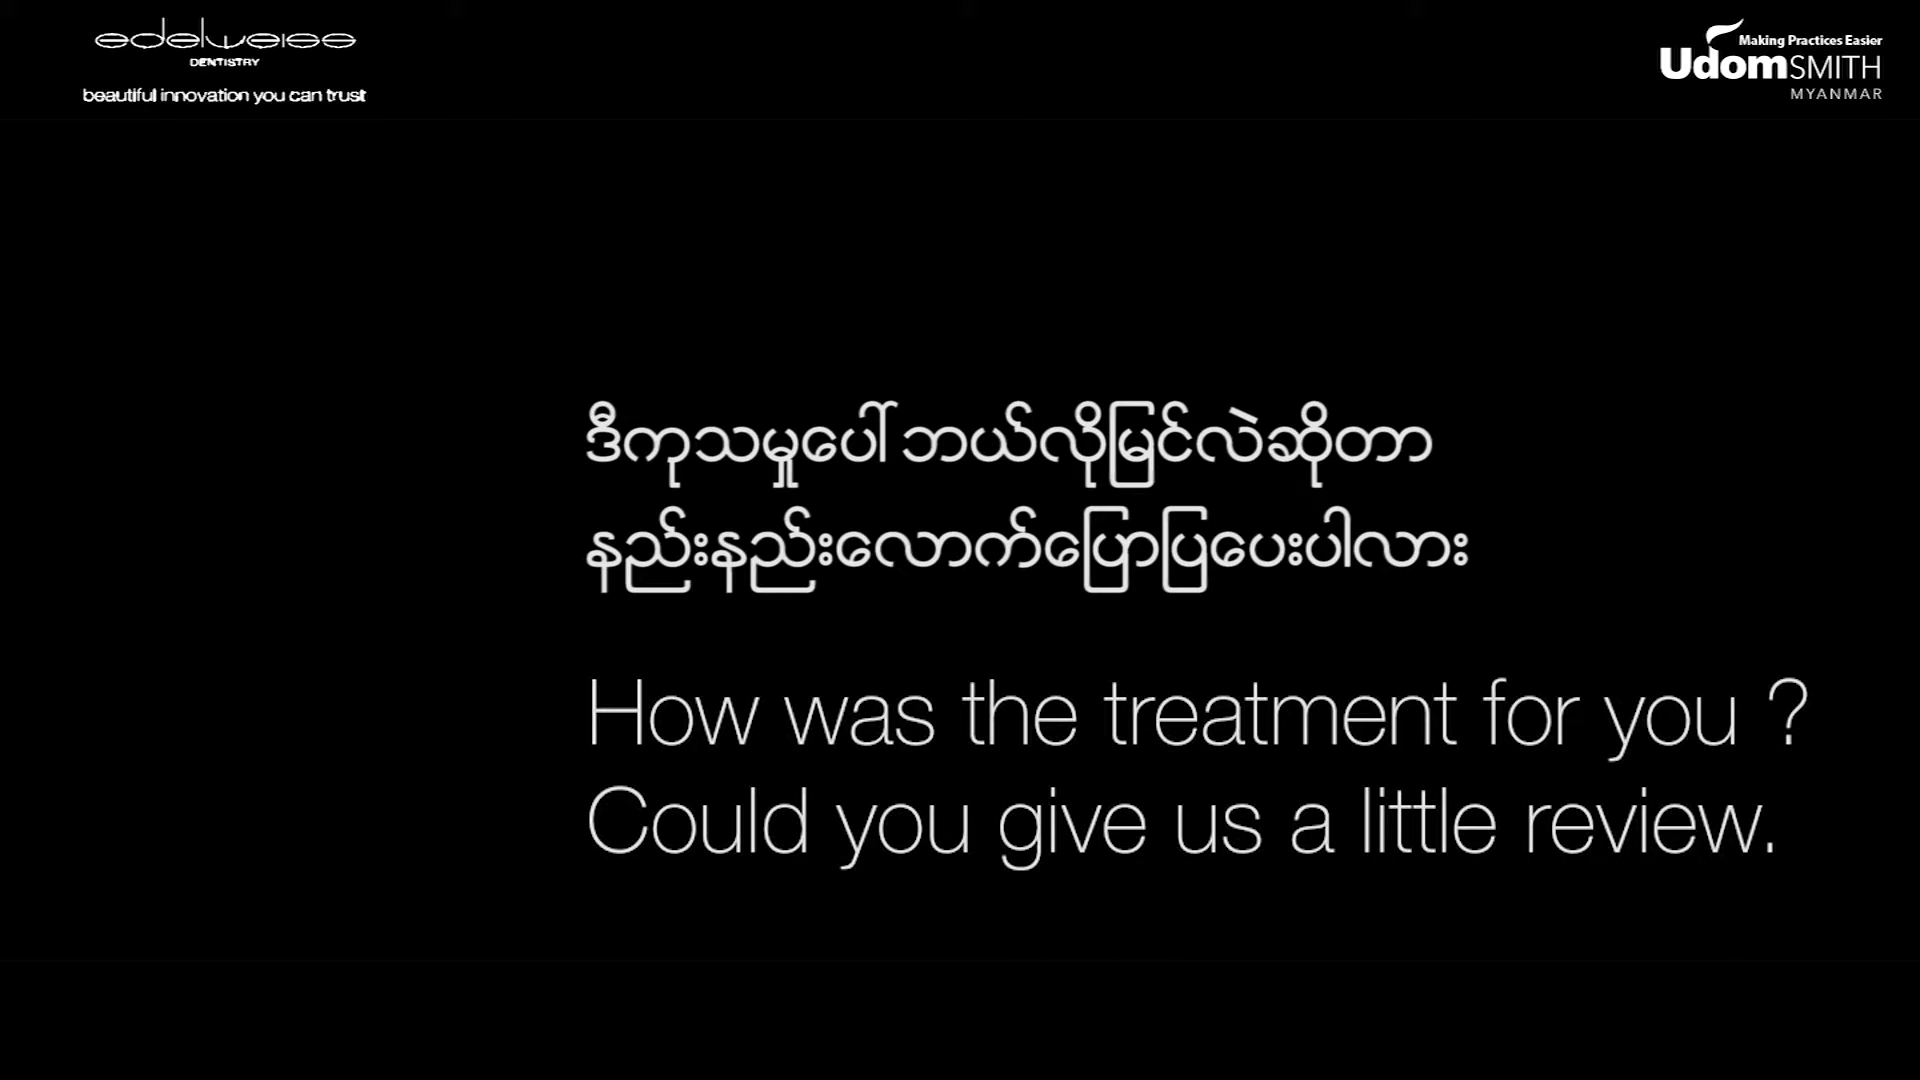 edelweiss
DENTISTRY
beautiful innovation you can trust
Making Practices Easier
UdomSMITH
MYANMAR
ဒီကုသမှုပေါ် ဘယ်လိုမြင်လဲဆိုတာ
နည်းနည်းလောက်ပြောပြပေးပါလား
How was the treatment for you ?
Could you give us a little review.